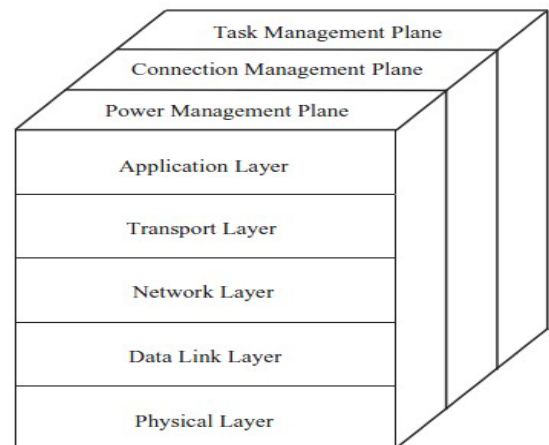 Task Management Plane
Connection Management Plane
Power Management Plane
Application Layer
Transport Layer
Network Layer
Data Link Layer
Physical Layer